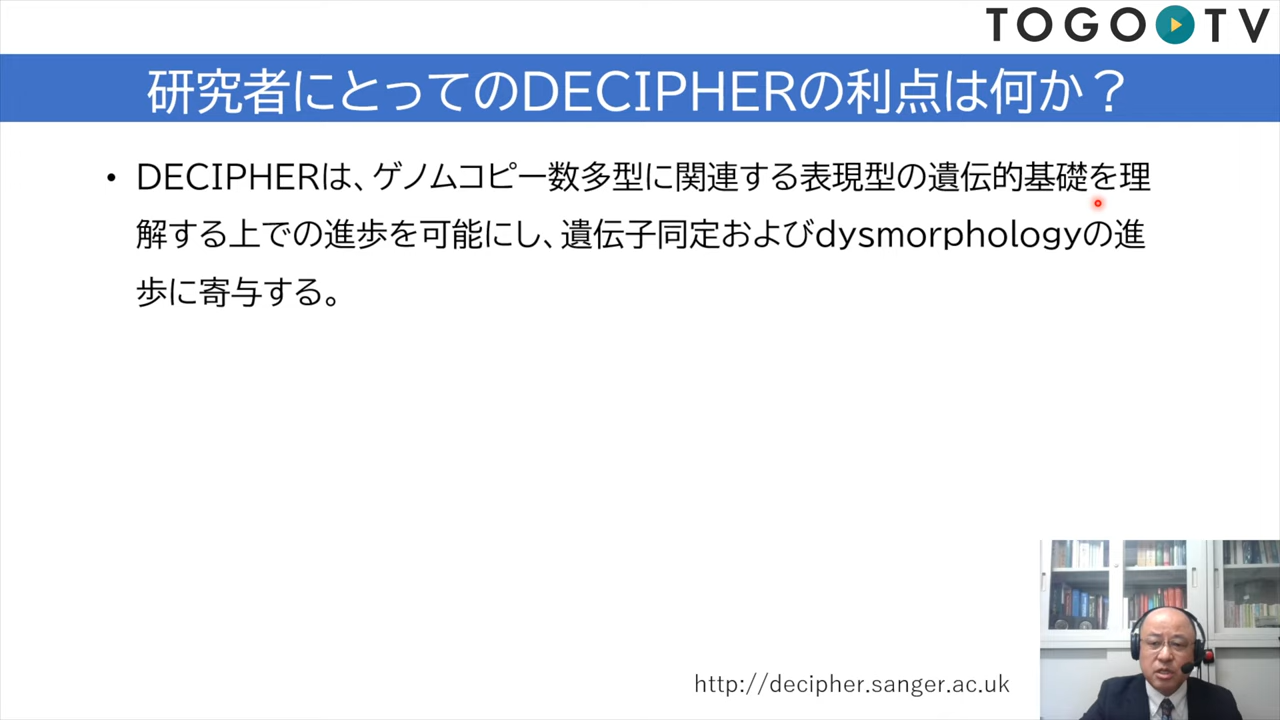 TOGO TV
研究者にとってのDECIPHERの利点は何か？
• DECIPHERは、ゲノムコピー数多型に関連する表現型の遺伝的基礎を理
解する上での進歩を可能にし、遺伝子同定およびdysmorphologyの進
歩に寄与する。
http://decipher.sanger.ac.uk